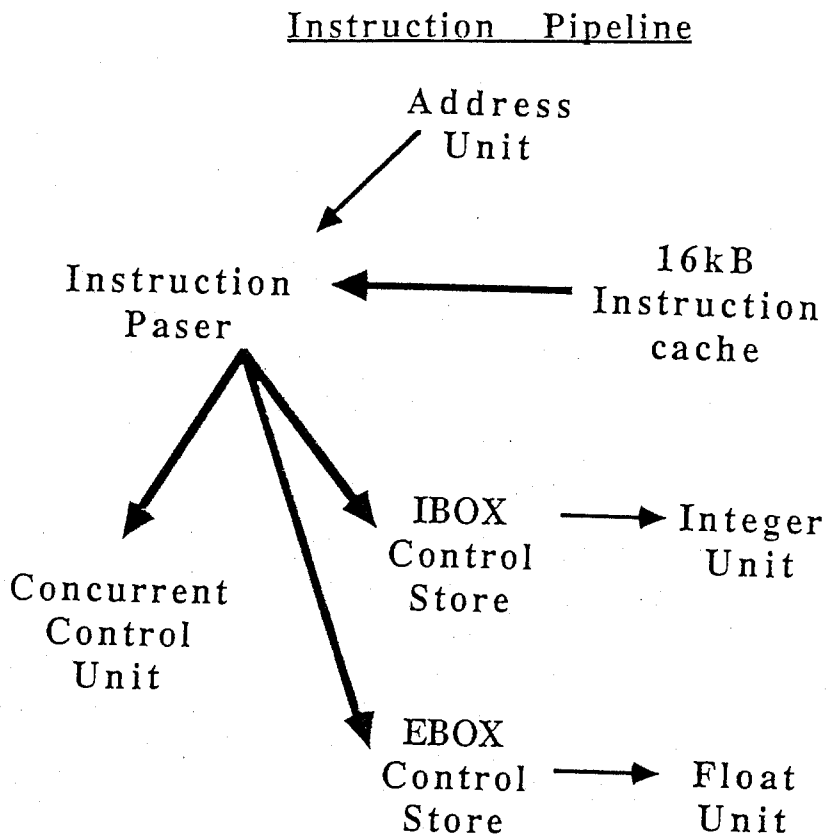 Instruction Pipeline
Address
Unit
16kB
Instruction
cache
Instruction
Paser
IBOX
Control
Store
Integer
Unit
Concurrent
Control
Unit
EBOX
Control
Store
Float
Unit